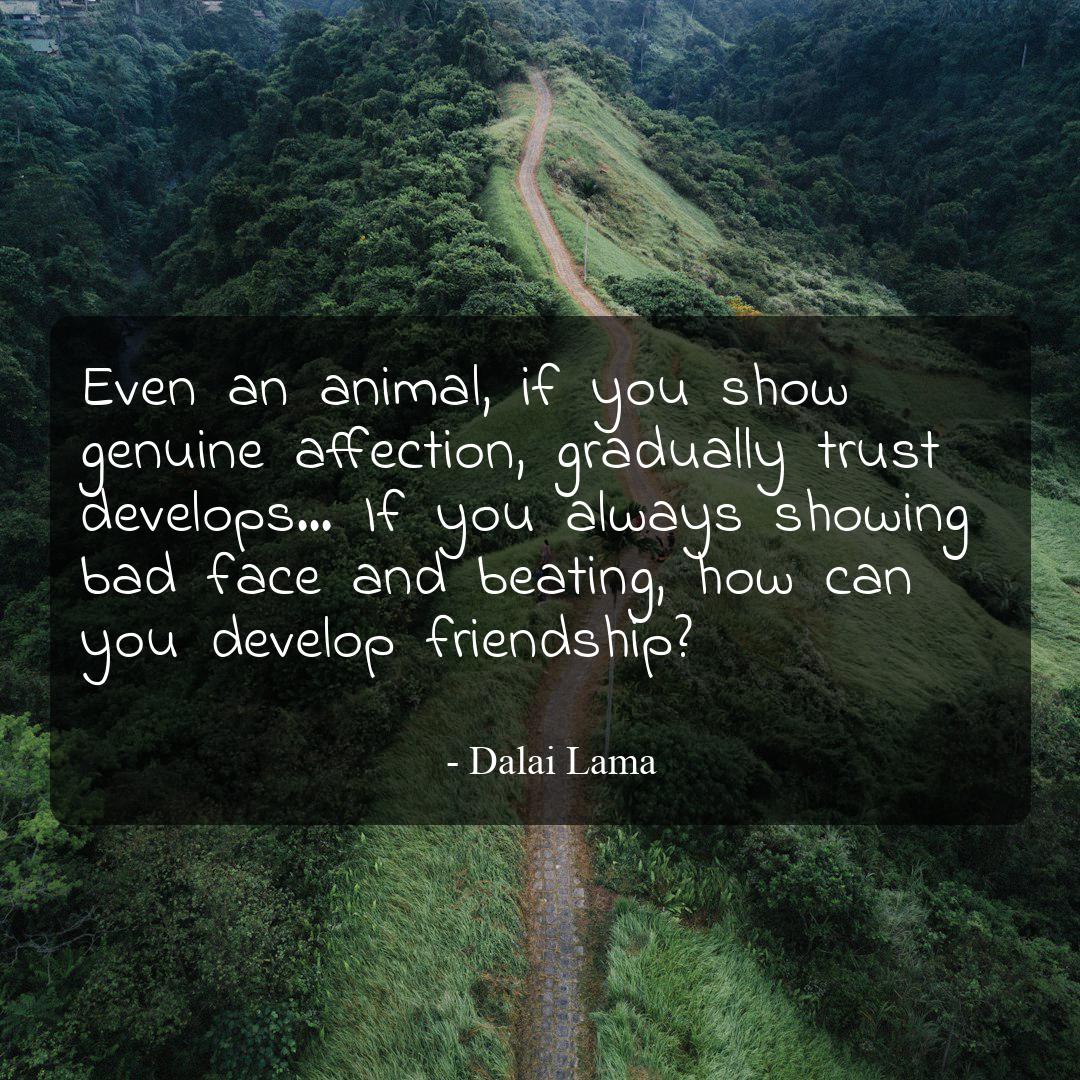 Even an animal, if you show
genuine affection, gradually trust
develops... If you always showing
bad face and beating, how can
you develop friendship?
- Dalai Lama